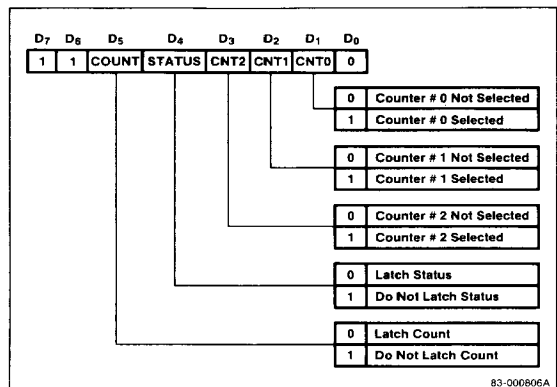 D7 D6 D5 D4 D3 D2 D1 D0
1 1 COUNT STATUS CNT2 CNT1 CNT0 0
0 Counter # 0 Not Selected
1 Counter # 0 Selected
0 Counter # 1 Not Selected
1 Counter # 1 Selected
0 Counter # 2 Not Selected
1 Counter # 2 Selected
0 Latch Status
1 Do Not Latch Status
0 Latch Count
1 Do Not Latch Count
83-000806A